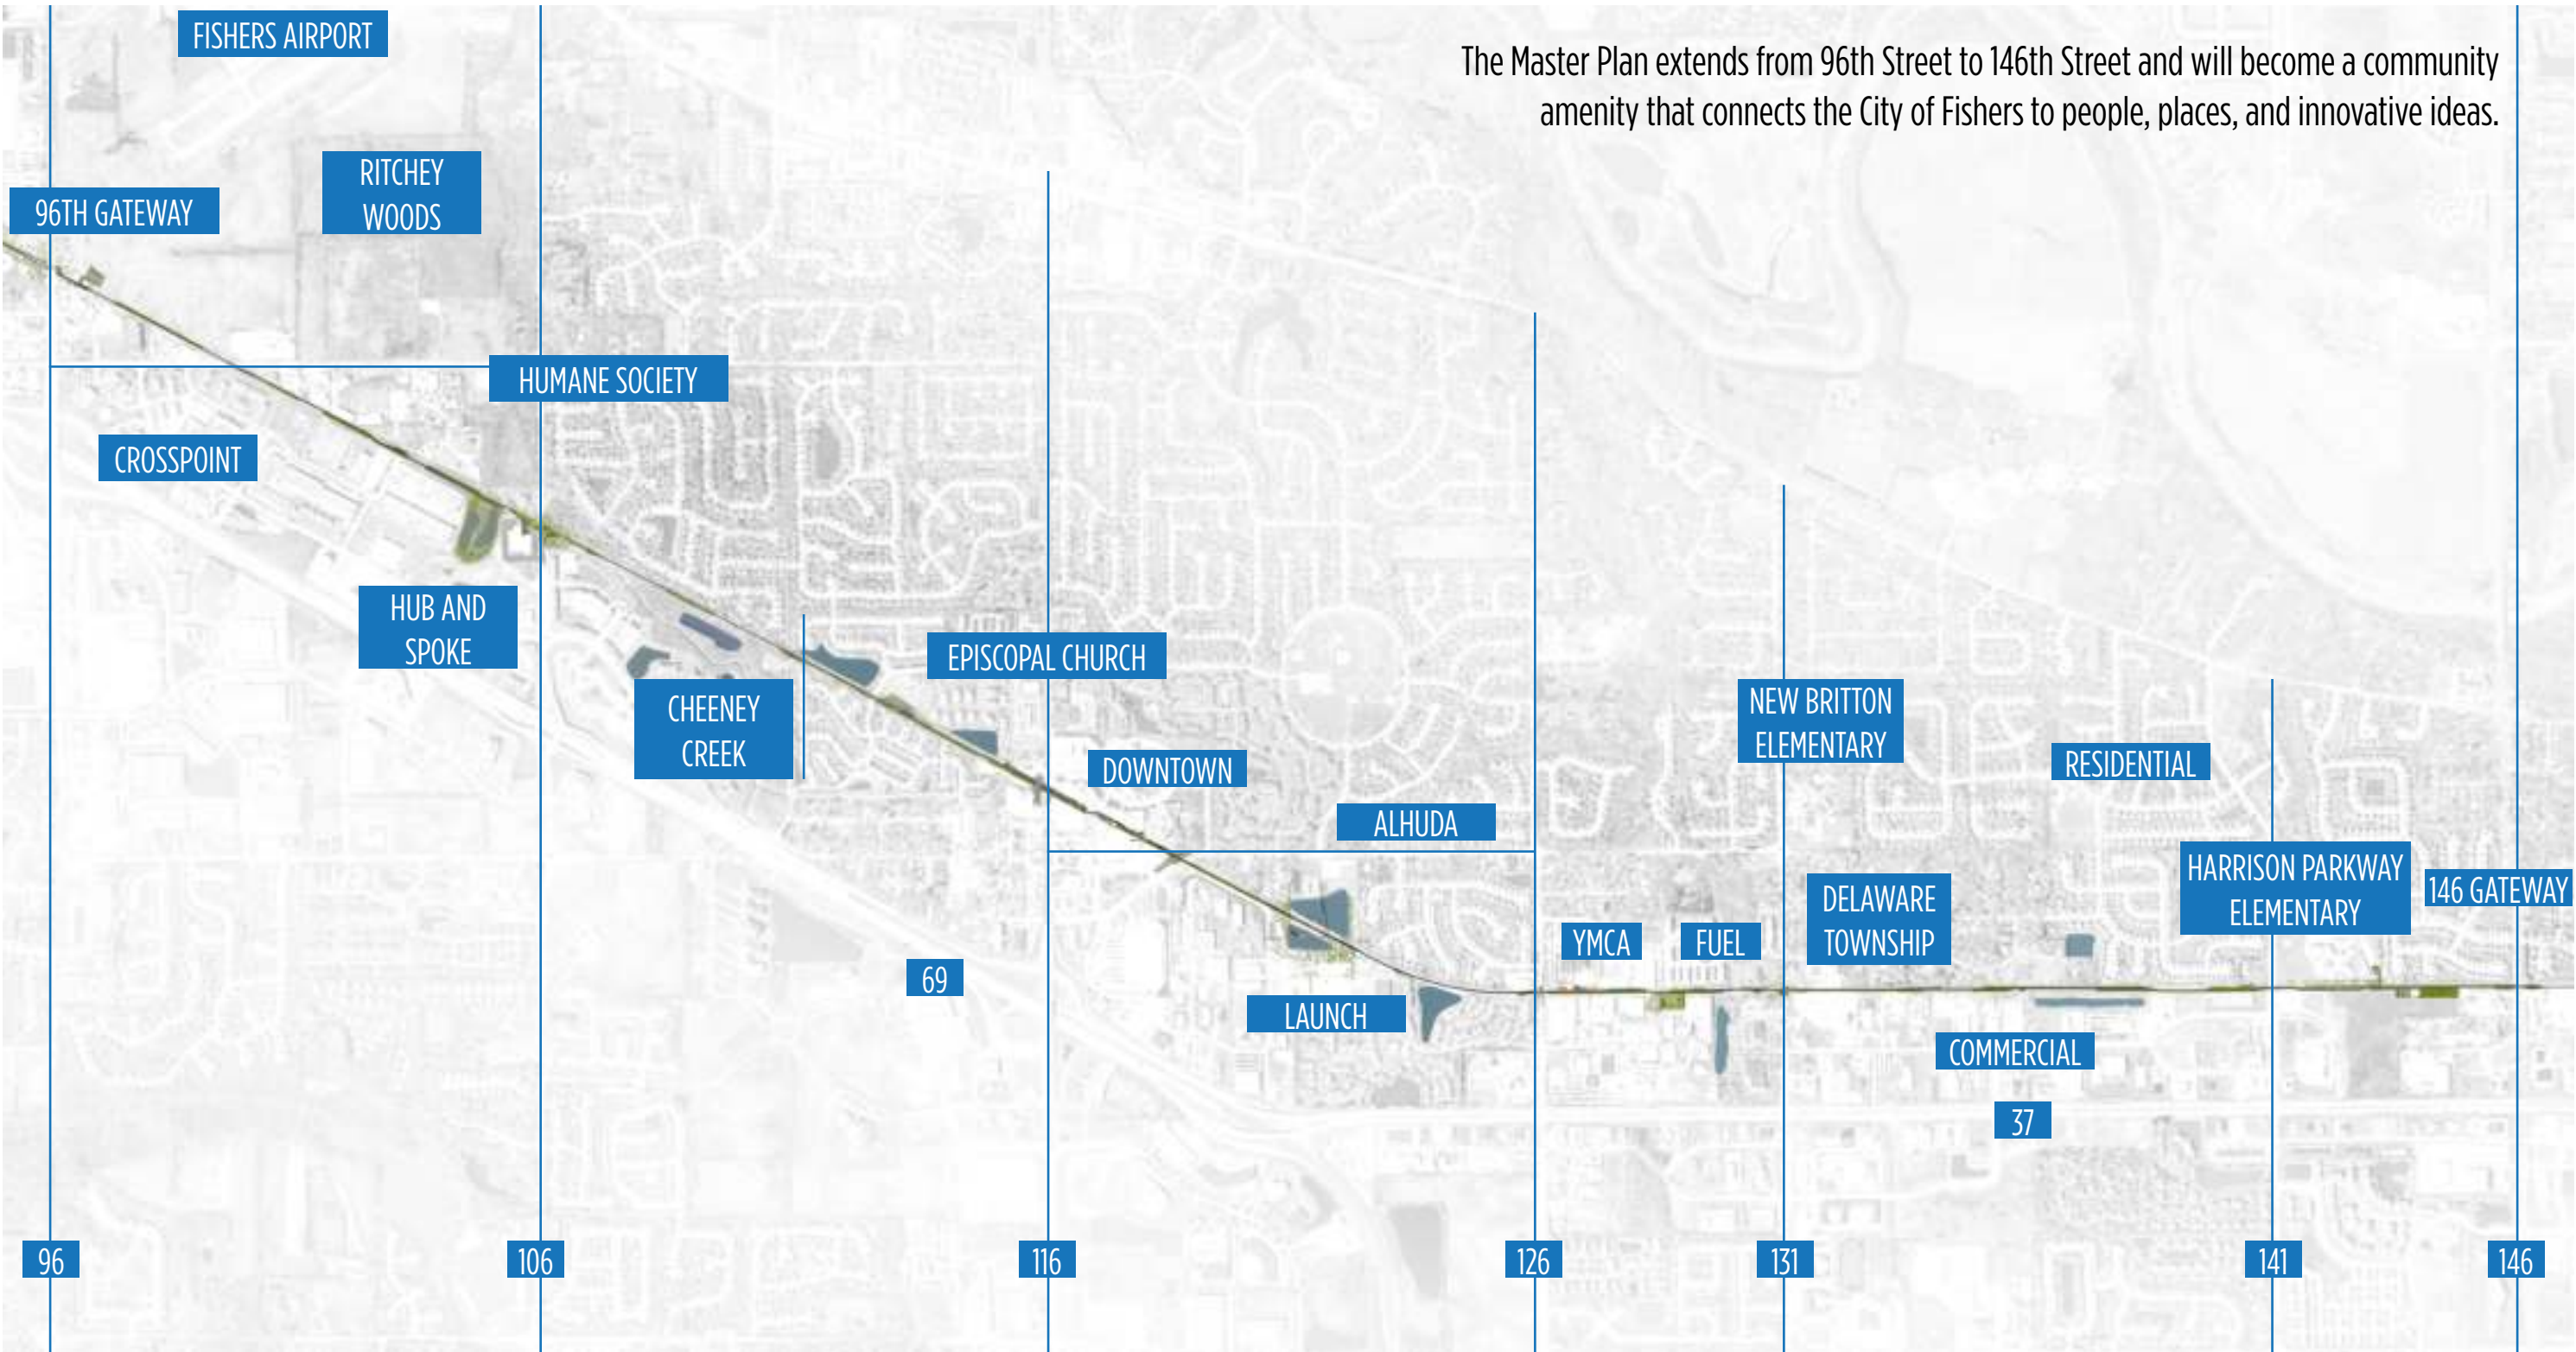 FISHERS AIRPORT
The Master Plan extends from 96th Street to 146th Street and will become a community
amenity that connects the City of Fishers to people, places, and innovative ideas.
RITCHEY
WOODS
96TH GATEWAY
HUMANE SOCIETY
CROSSPOINT
HUB AND
SPOKE
EPISCOPAL CHURCH
CHEENEY
CREEK
NEW BRITTON
ELEMENTARY
DOWNTOWN
RESIDENTIAL
ALHUDA
HARRISON PARKWAY
ELEMENTARY
146 GATEWAY
DELAWARE
TOWNSHIP
YMCA
FUEL
69
LAUNCH
COMMERCIAL
37
96
106
116
126
131
141
146